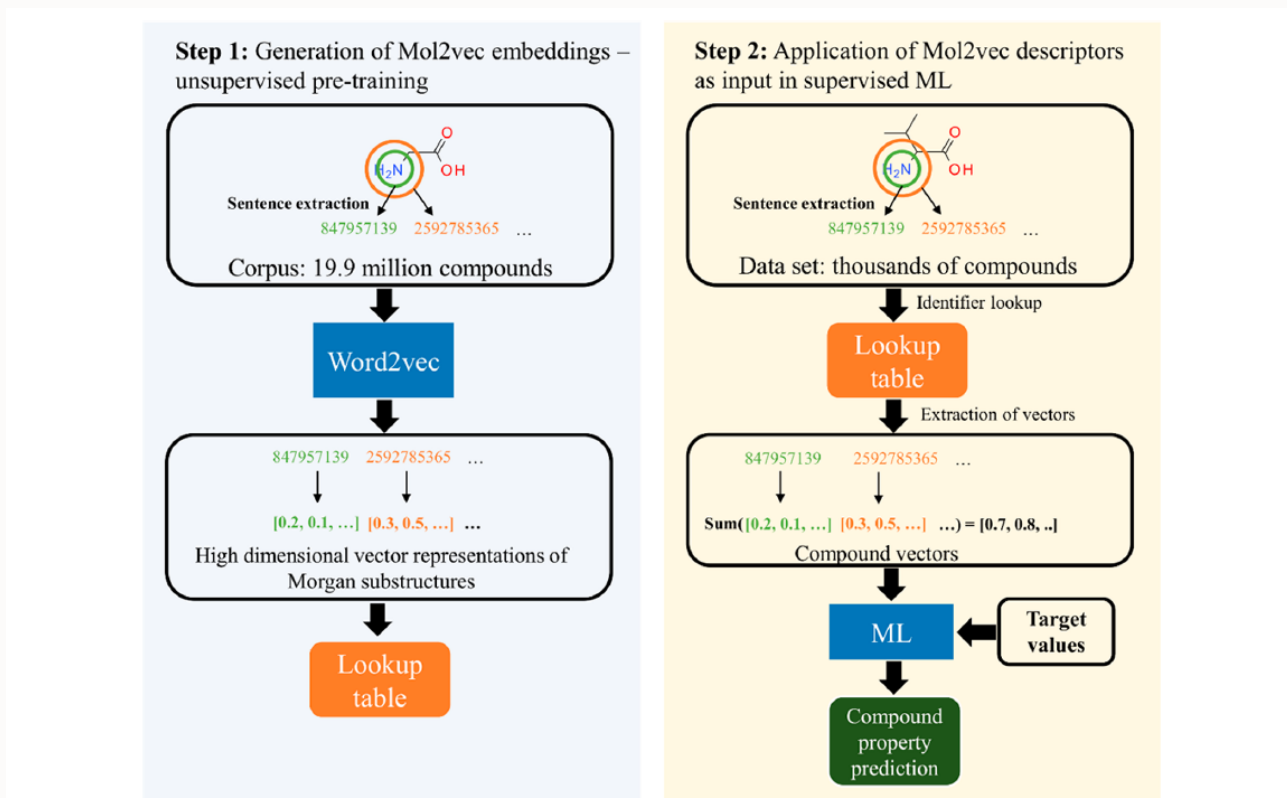 Step 1: Generation of Mol2vec embeddings –
unsupervised pre-training
O
H₂N
OH
Sentence extraction
847957139 2592785365 ...
Corpus: 19.9 million compounds
Word2vec
847957139 2592785365 ...
[0.2, 0.1, ...] [0.3, 0.5, ...] ...
High dimensional vector representations of
Morgan substructures
Lookup
table
Step 2: Application of Mol2vec descriptors
as input in supervised ML
O
H₂N
OH
Sentence extraction
847957139 2592785365 ...
Data set: thousands of compounds
Identifier lookup
Lookup
table
Extraction of vectors
847957139 2592785365 ...
Sum([0.2, 0.1, ...] [0.3, 0.5, ...] ...) = [0.7, 0.8, ..]
Compound vectors
ML
Target
values
Compound
property
prediction